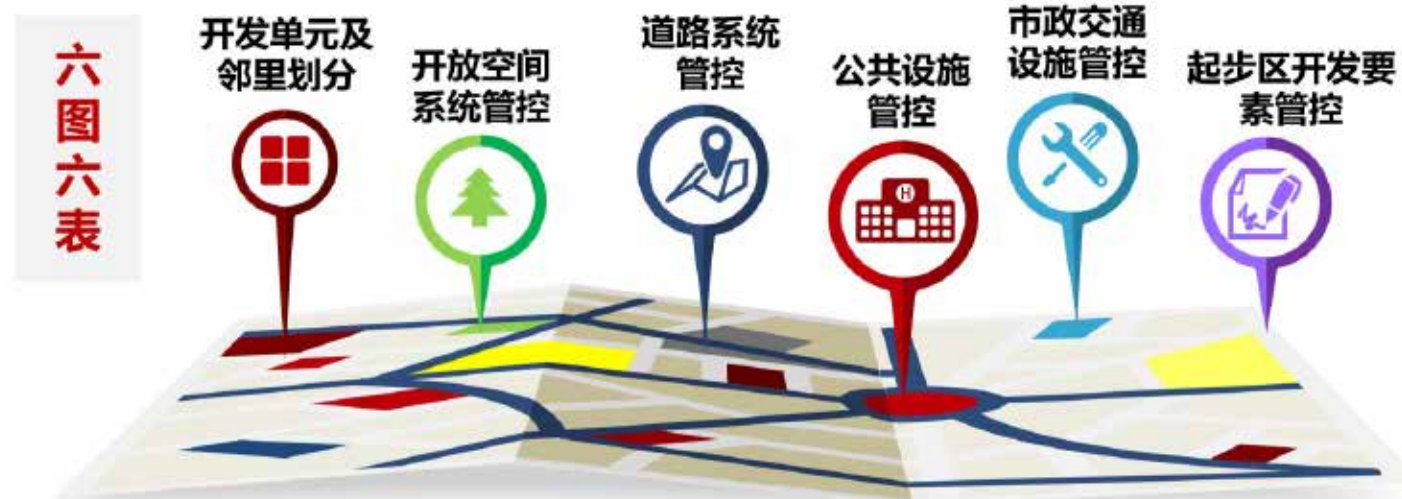 六图六表
开发单元及
邻里划分
开放空间
系统管控
道路系统
管控
公共设施
管控
市政交通
设施管控
起步区开发要
素管控
H